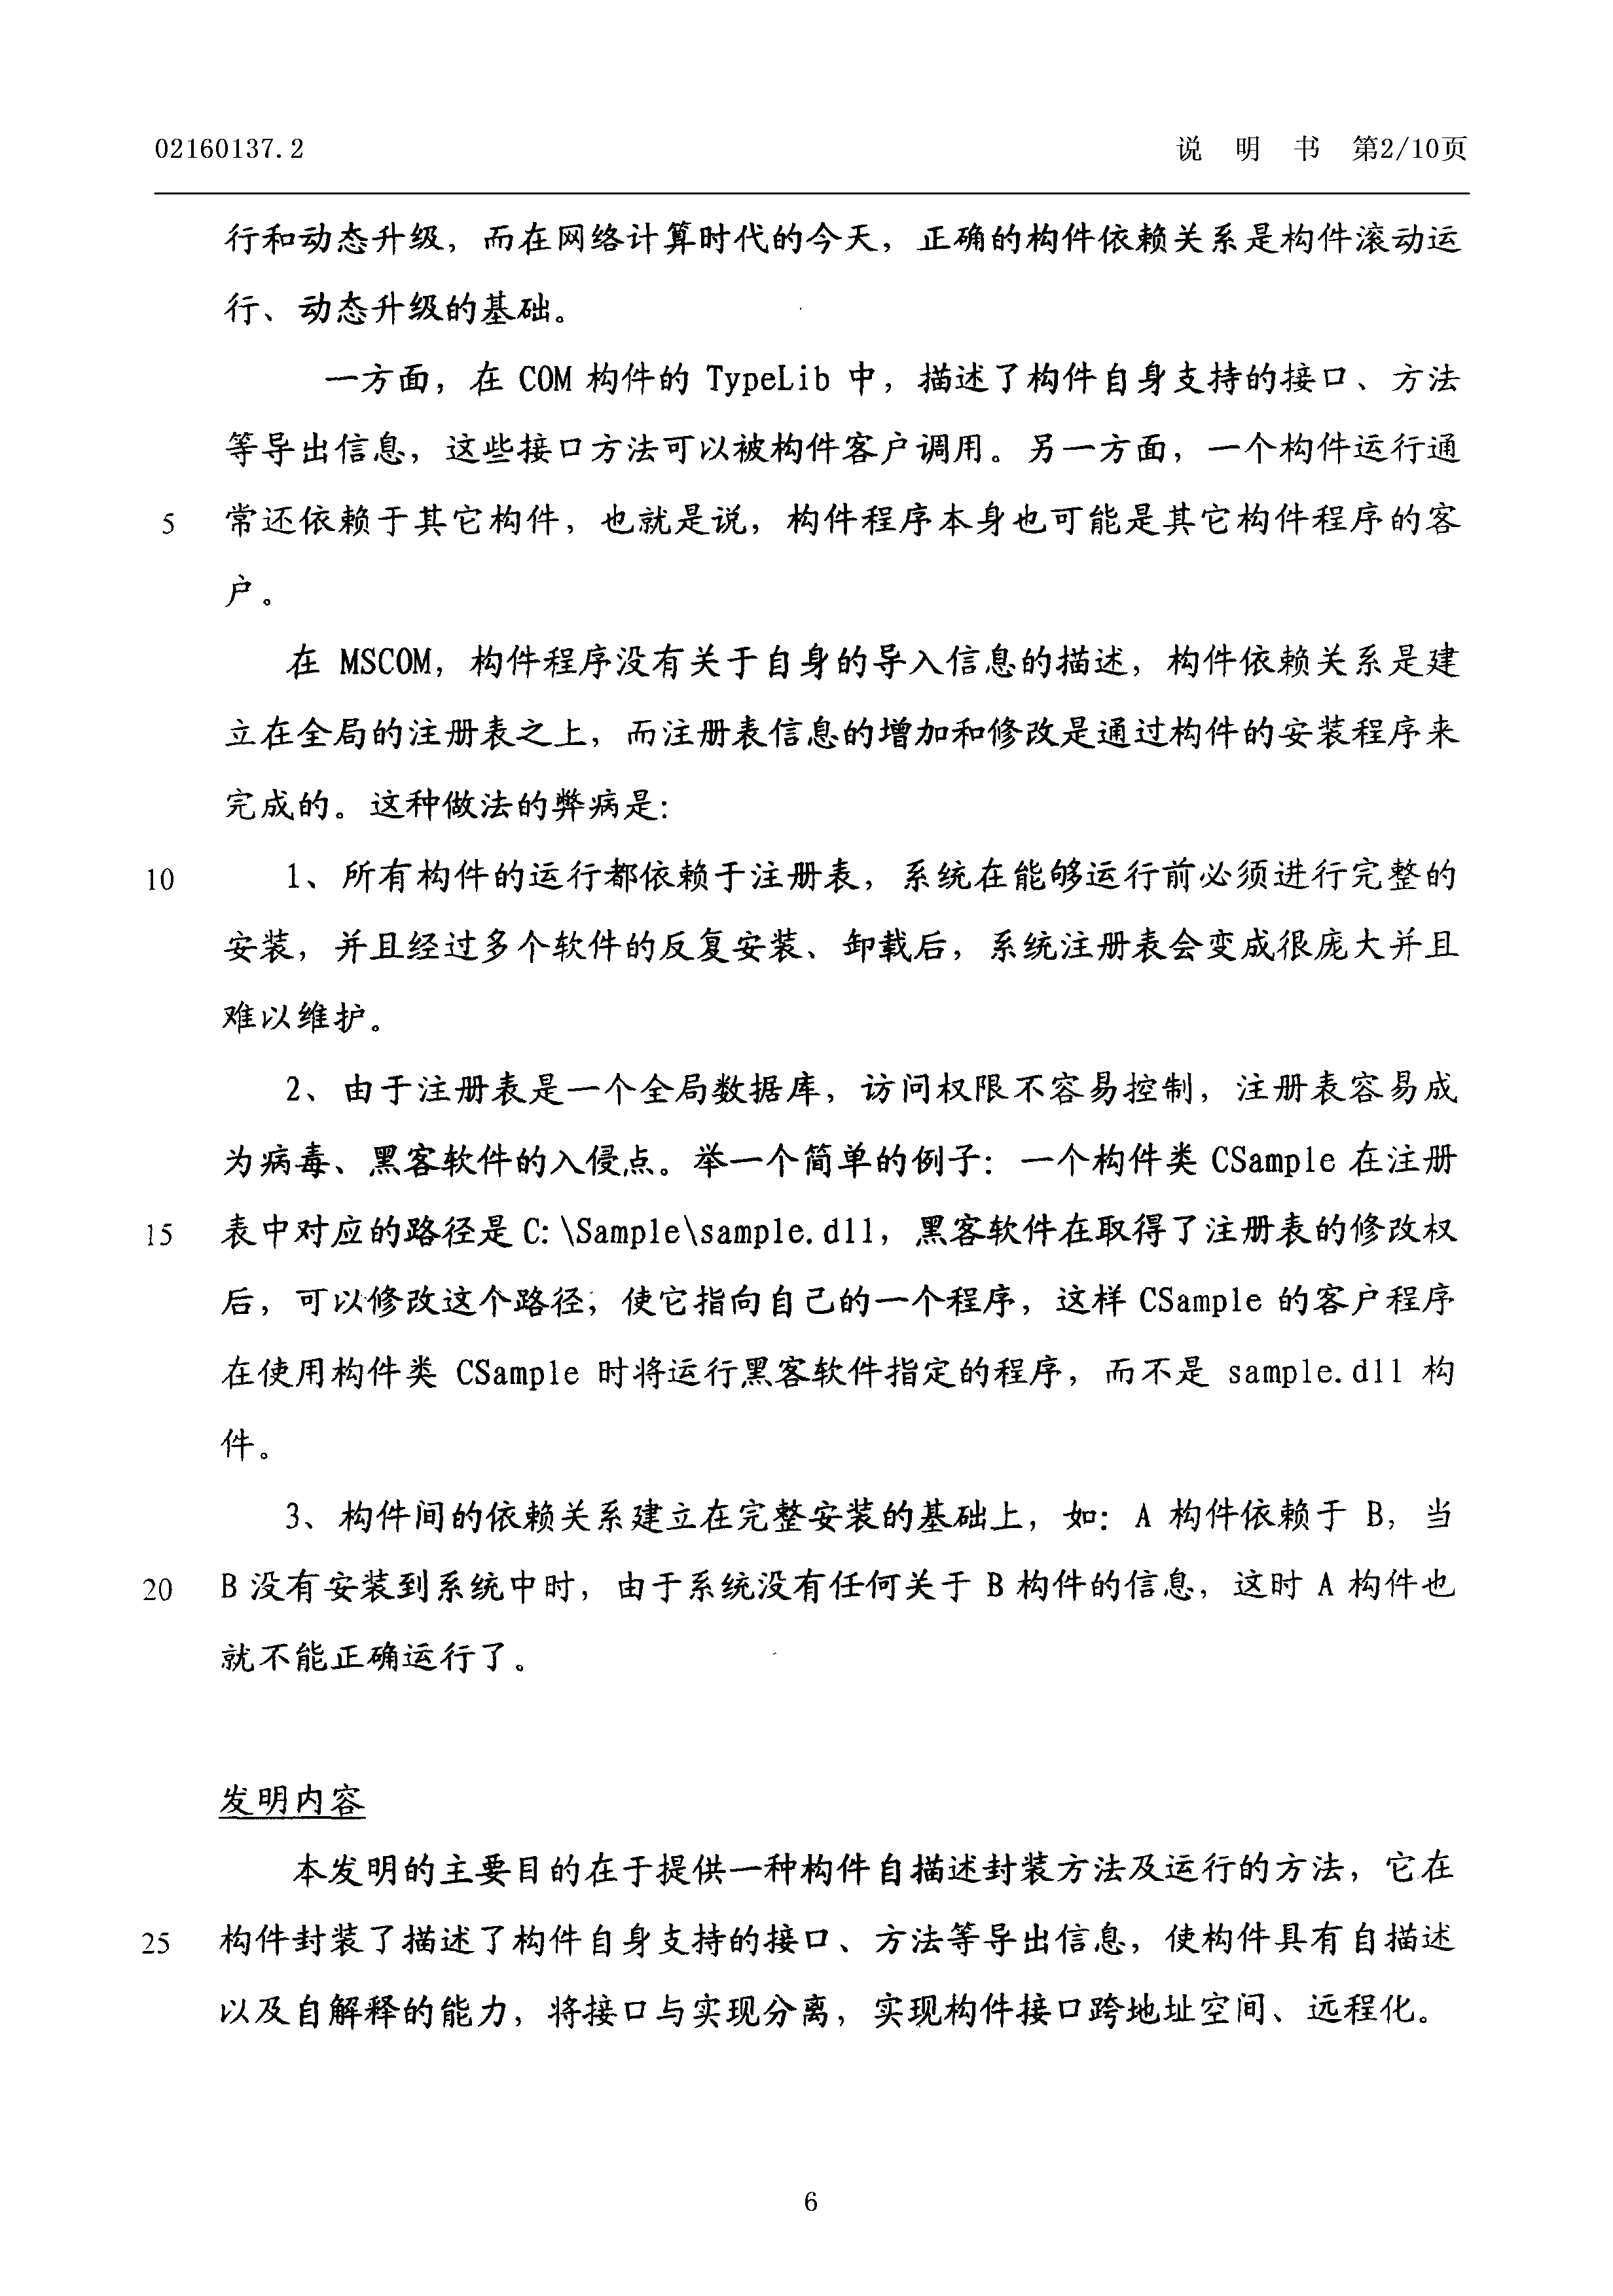 02160137.2 说 明 书 第2/10页
行和动态升级，而在网络计算时代的今天，正确的构件依赖关系是构件滚动运
行、动态升级的基础。
一方面，在 COM 构件的 TypeLib 中，描述了构件自身支持的接口、方法
等导出信息，这些接口方法可以被构件客户调用。另一方面，一个构件运行通
5 常还依赖于其它构件，也就是说，构件程序本身也可能是其它构件程序的客
户。
在 MSCOM，构件程序没有关于自身的导入信息的描述，构件依赖关系是建
立在全局的注册表之上，而注册表信息的增加和修改是通过构件的安装程序来
完成的。这种做法的弊病是：
10 1、所有构件的运行都依赖于注册表，系统在能够运行前必须进行完整的
安装，并且经过多个软件的反复安装、卸载后，系统注册表会变成很庞大并且
难以维护。
2、由于注册表是一个全局数据库，访问权限不容易控制，注册表容易成
为病毒、黑客软件的入侵点。举一个简单的例子：一个构件类 CSample 在注册
15 表中对应的路径是 C:\Sample\sample.dll，黑客软件在取得了注册表的修改权
后，可以修改这个路径，使它指向自己的一个程序，这样 CSample 的客户程序
在使用构件类 CSample 时将运行黑客软件指定的程序，而不是 sample.dll 构
件。
3、构件间的依赖关系建立在完整安装的基础上，如：A 构件依赖于 B，当
20 B 没有安装到系统中时，由于系统没有任何关于 B 构件的信息，这时 A 构件也
就不能正确运行了。
发明内容
本发明的主要目的在于提供一种构件自描述封装方法及运行的方法，它在
25 构件封装了描述了构件自身支持的接口、方法等导出信息，使构件具有自描述
以及自解释的能力，将接口与实现分离，实现构件接口跨地址空间、远程化。
6